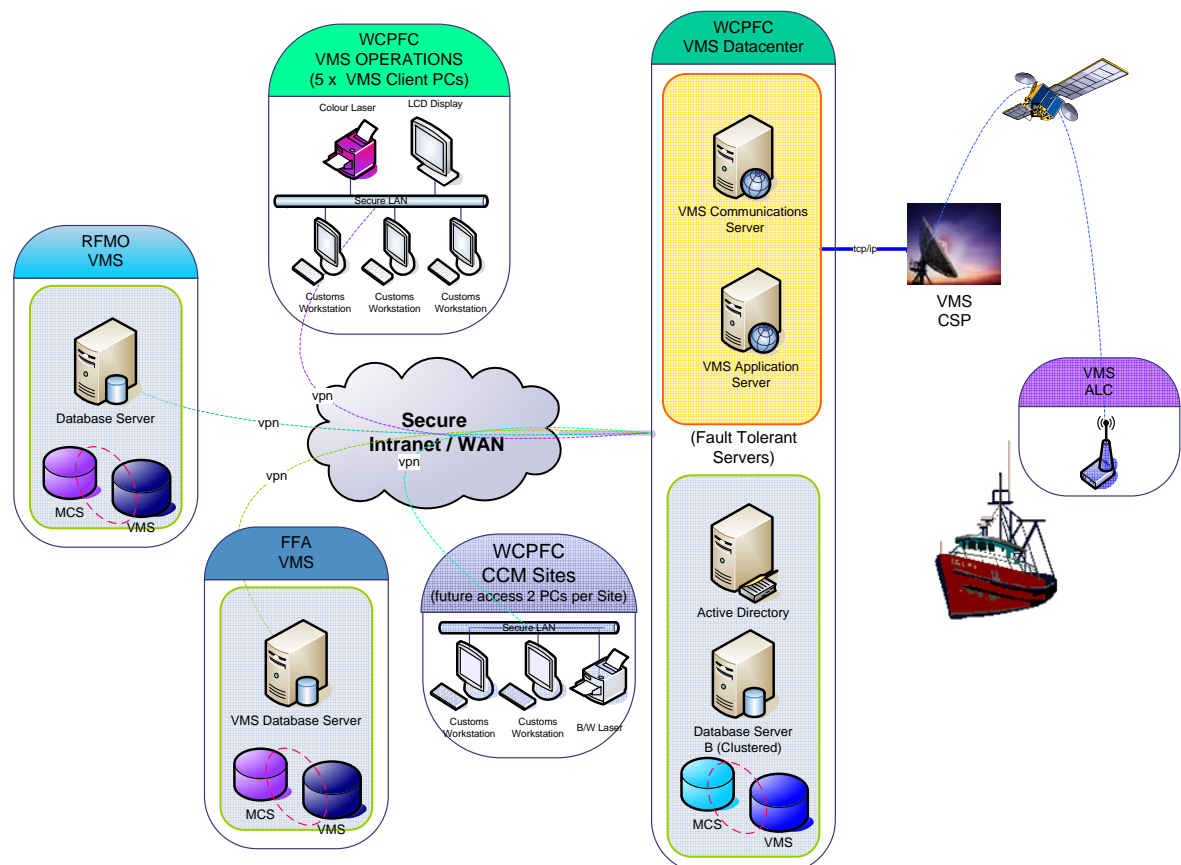 WCPFC
VMS OPERATIONS
(5 x  VMS Client PCs)
Colour Laser
LCD Display
Secure LAN
Customs
Workstation
Customs
Workstation
Customs
Workstation
WCPFC
VMS Datacenter
VMS Communications
Server
VMS Application
Server
(Fault Tolerant
Servers)
Active Directory
Database Server
B (Clustered)
MCS
VMS
tcp/ip
VMS
CSP
VMS
ALC
RFMO
VMS
Database Server
MCS
VMS
vpn
vpn
vpn
vpn
Secure
Intranet / WAN
FFA
VMS
VMS Database Server
MCS
VMS
WCPFC
CCM Sites
(future access 2 PCs per Site)
Secure LAN
Customs
Workstation
Customs
Workstation
B/W Laser